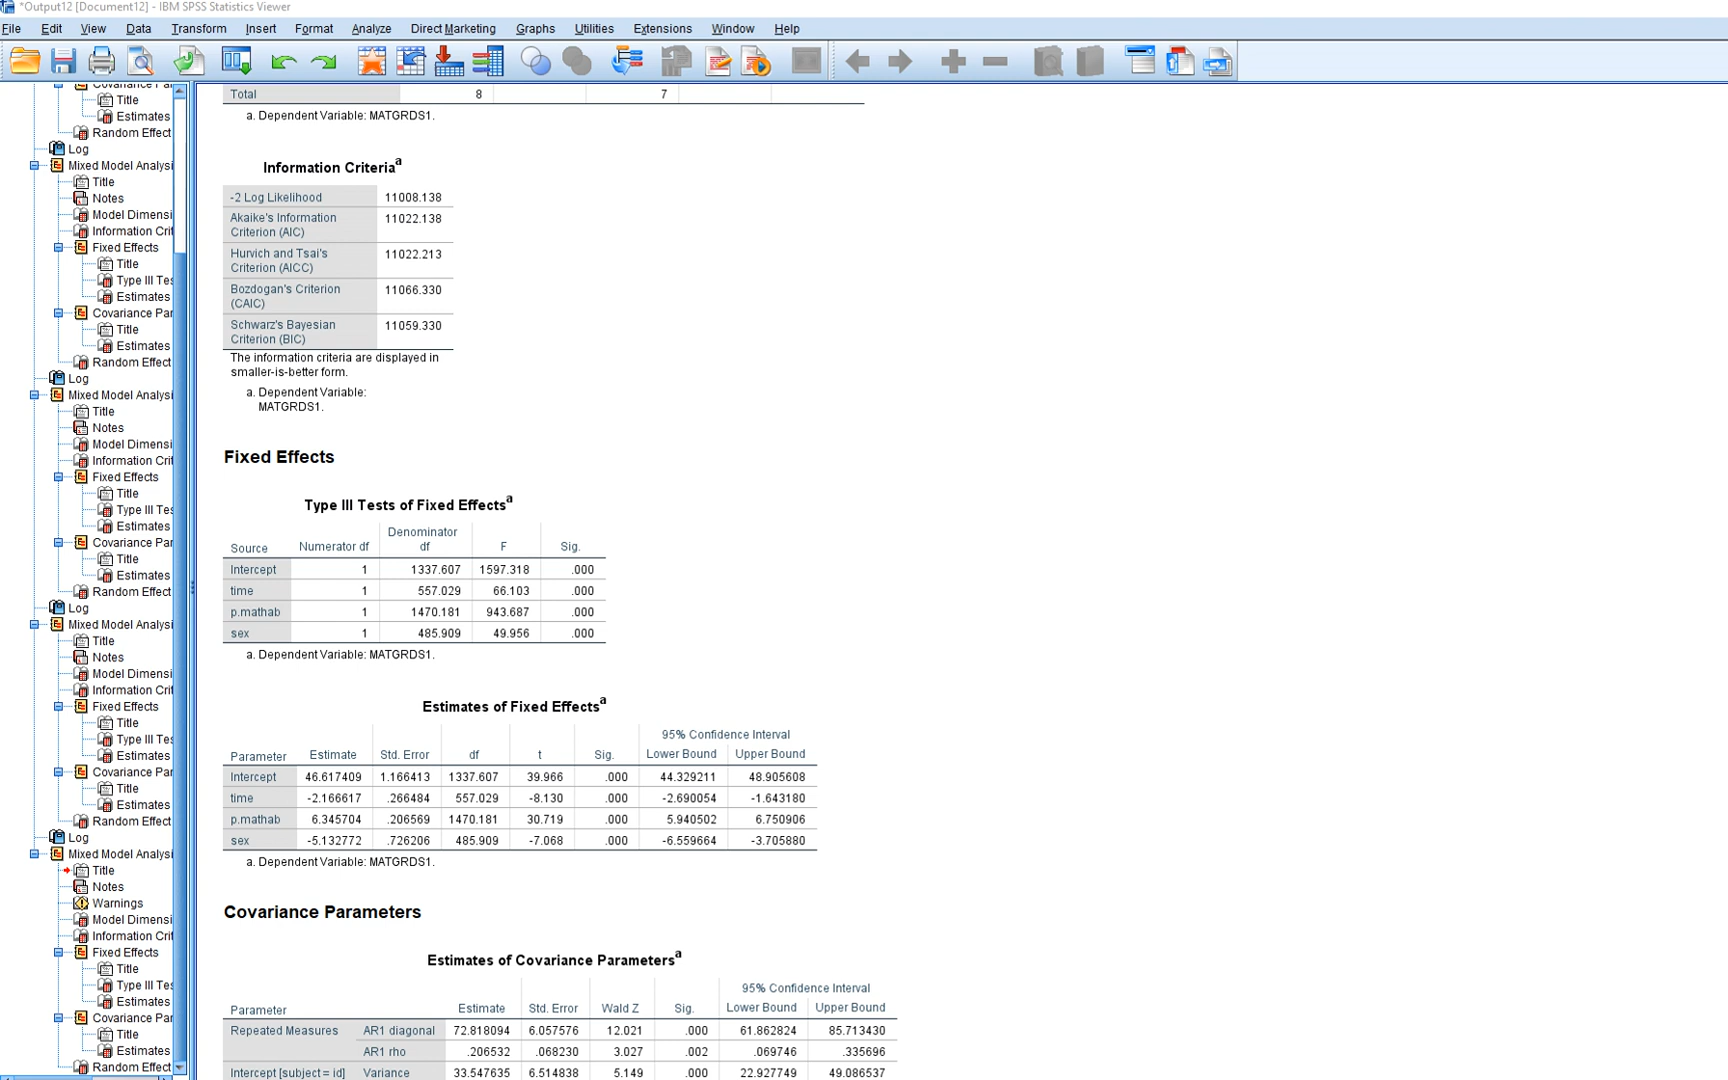 *Output12 [Document12] - IBM SPSS Statistics Viewer
File Edit View Data Transform Insert Format Analyze Direct Marketing Graphs Utilities Extensions Window Help
Title
Estimates
Random Effect
Log
Mixed Model Analysi
Title
Notes
Model Dimensi
Information Crit
Fixed Effects
Title
Type III Tes
Estimates
Covariance Par
Title
Estimates
Random Effect
Log
Mixed Model Analysi
Title
Notes
Model Dimensi
Information Crit
Fixed Effects
Title
Type III Tes
Estimates
Covariance Par
Title
Estimates
Random Effect
Log
Mixed Model Analysi
Title
Notes
Model Dimensi
Information Crit
Fixed Effects
Title
Type III Tes
Estimates
Covariance Par
Title
Estimates
Random Effect
Log
Mixed Model Analysi
Title
Notes
Warnings
Model Dimensi
Information Crit
Fixed Effects
Title
Type III Tes
Estimates
Covariance Par
Title
Estimates
Random Effect
Total 8 7
a. Dependent Variable: MATGRDS1.
Information Criteriaa
-2 Log Likelihood 11008.138
Akaike's Information 11022.138
Criterion (AIC)
Hurvich and Tsai's 11022.213
Criterion (AICC)
Bozdogan's Criterion 11066.330
(CAIC)
Schwarz's Bayesian 11059.330
Criterion (BIC)
The information criteria are displayed in
smaller-is-better form.
a. Dependent Variable:
MATGRDS1.
Fixed Effects
Type III Tests of Fixed Effectsa
Denominator
Source Numerator df df F Sig.
Intercept 1 1337.607 1597.318 .000
time 1 557.029 66.103 .000
p.mathab 1 1470.181 943.687 .000
sex 1 485.909 49.956 .000
a. Dependent Variable: MATGRDS1.
Estimates of Fixed Effectsa
95% Confidence Interval
Parameter Estimate Std. Error df t Sig. Lower Bound Upper Bound
Intercept 46.617409 1.166413 1337.607 39.966 .000 44.329211 48.905608
time -2.166617 .266484 557.029 -8.130 .000 -2.690054 -1.643180
p.mathab 6.345704 .206569 1470.181 30.719 .000 5.940502 6.750906
sex -5.132772 .726206 485.909 -7.068 .000 -6.559664 -3.705880
a. Dependent Variable: MATGRDS1.
Covariance Parameters
Estimates of Covariance Parametersa
95% Confidence Interval
Parameter Estimate Std. Error Wald Z Sig. Lower Bound Upper Bound
Repeated Measures AR1 diagonal 72.818094 6.057576 12.021 .000 61.862824 85.713430
AR1 rho .206532 .068230 3.027 .002 .069746 .335696
Intercept [subject = id] Variance 33.547635 6.514838 5.149 .000 22.927749 49.086537